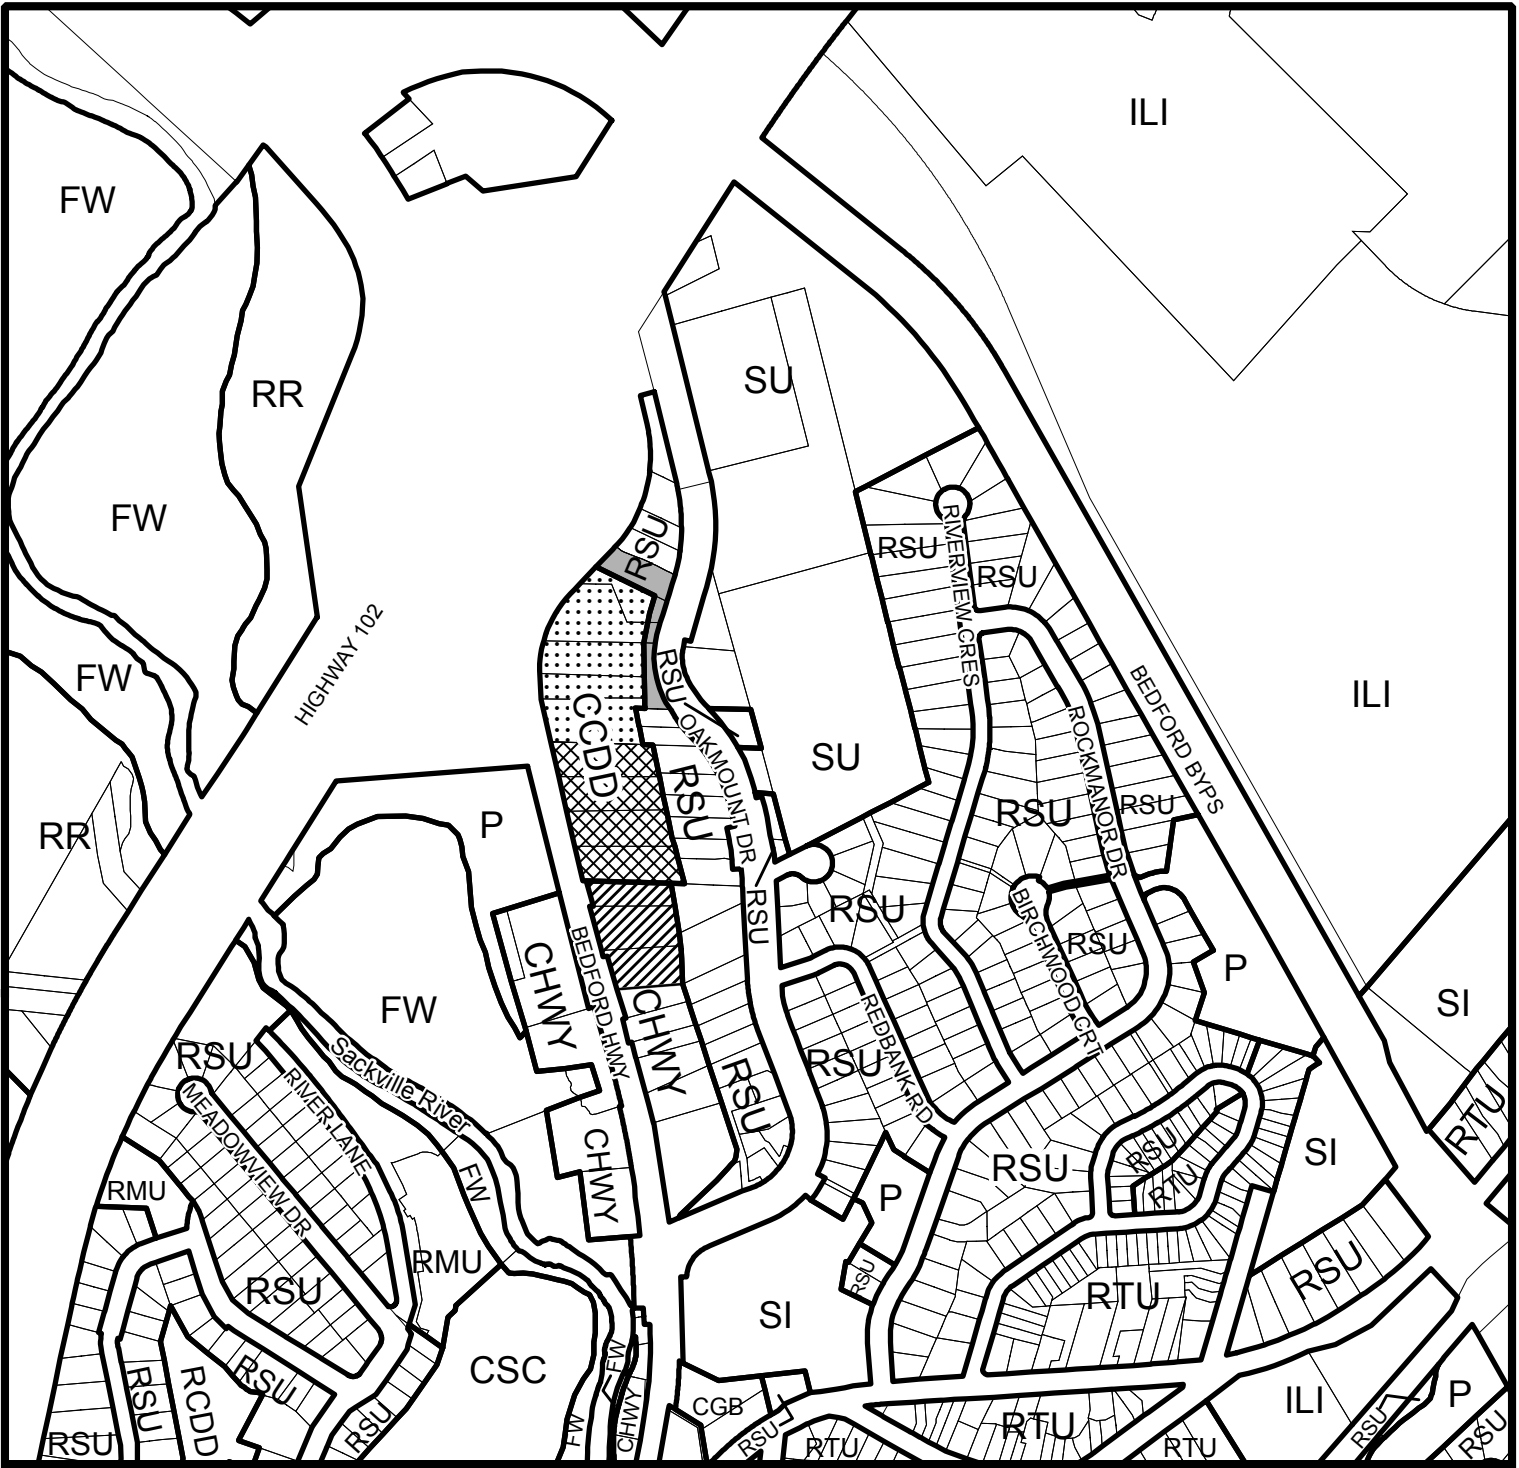 ILI
FW
SU
RR
FW
RSU
RSU
RIVERVIEW CRES
RSU
HIGHWAY 102
FW
RSU
BEDFORD BYPS
ILI
CCDD
OAKMOUNT DR
ROCKMANOR DR
SU
RSU
RSU
RSU
P
RR
RSU
RSU
BIRCHWOOD CRT
RSU
BEDFORD HWY
CHWY
P
FW
SI
REDBANK RD
CHWY
RSU
Sackville River
RSU
RSU
RIVER LANE
MEADOWVIEW DR
RTU
RSU
SI
CHWY
RSU
FW
RMU
P
RTU
RMU
RSU
RSU
RSU
RTU
SI
FW
CSC
RSU
RCDD
RSU
CHWY
CGB
ILI
P
RTU
RSU
RSU
RSU
FW
RSU
RTU
RTU
RSU